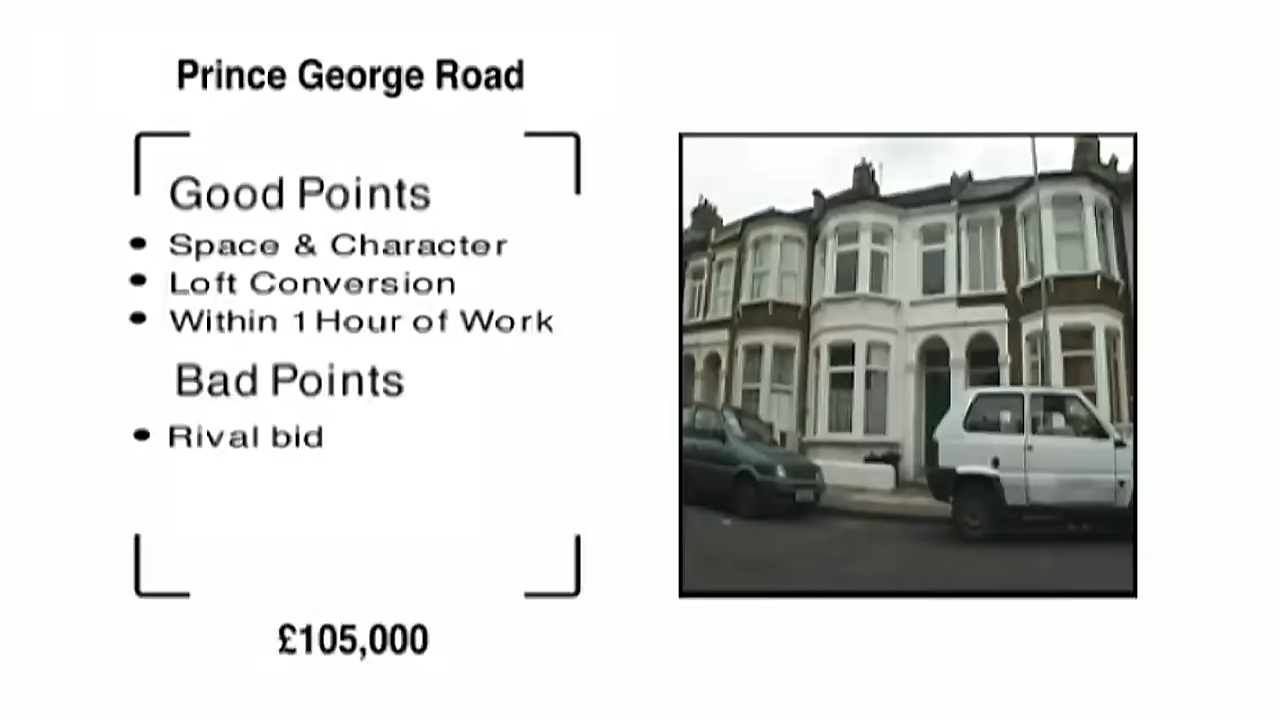 Prince George Road
Good Points
• Space & Character
• Loft Conversion
• Within 1 Hour of Work
Bad Points
• Rival bid
£105,000